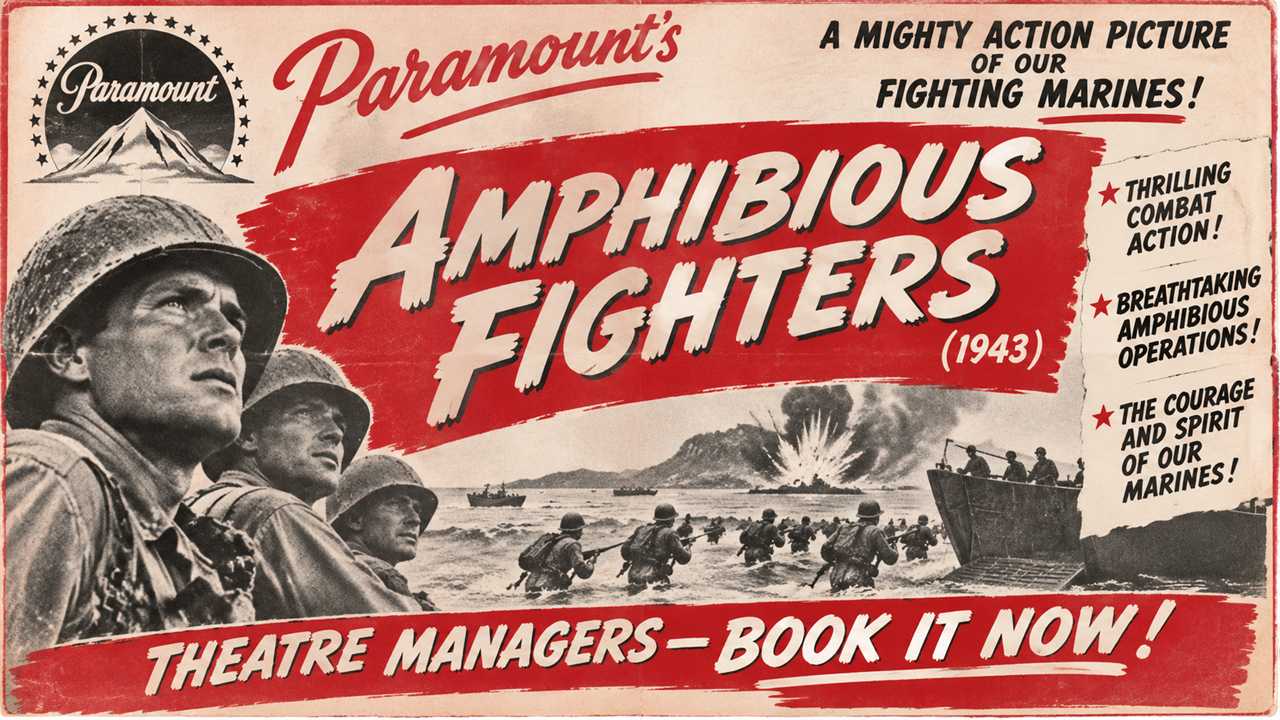 Paramount
Paramount's
A MIGHTY ACTION PICTURE
OF OUR
FIGHTING MARINES!
AMPHIBIOUS
FIGHTERS
(1943)
THRILLING
COMBAT
ACTION!
BREATHTAKING
AMPHIBIOUS
OPERATIONS!
THE COURAGE
AND SPIRIT
OF OUR
MARINES!
THEATRE MANAGERS — BOOK IT NOW!